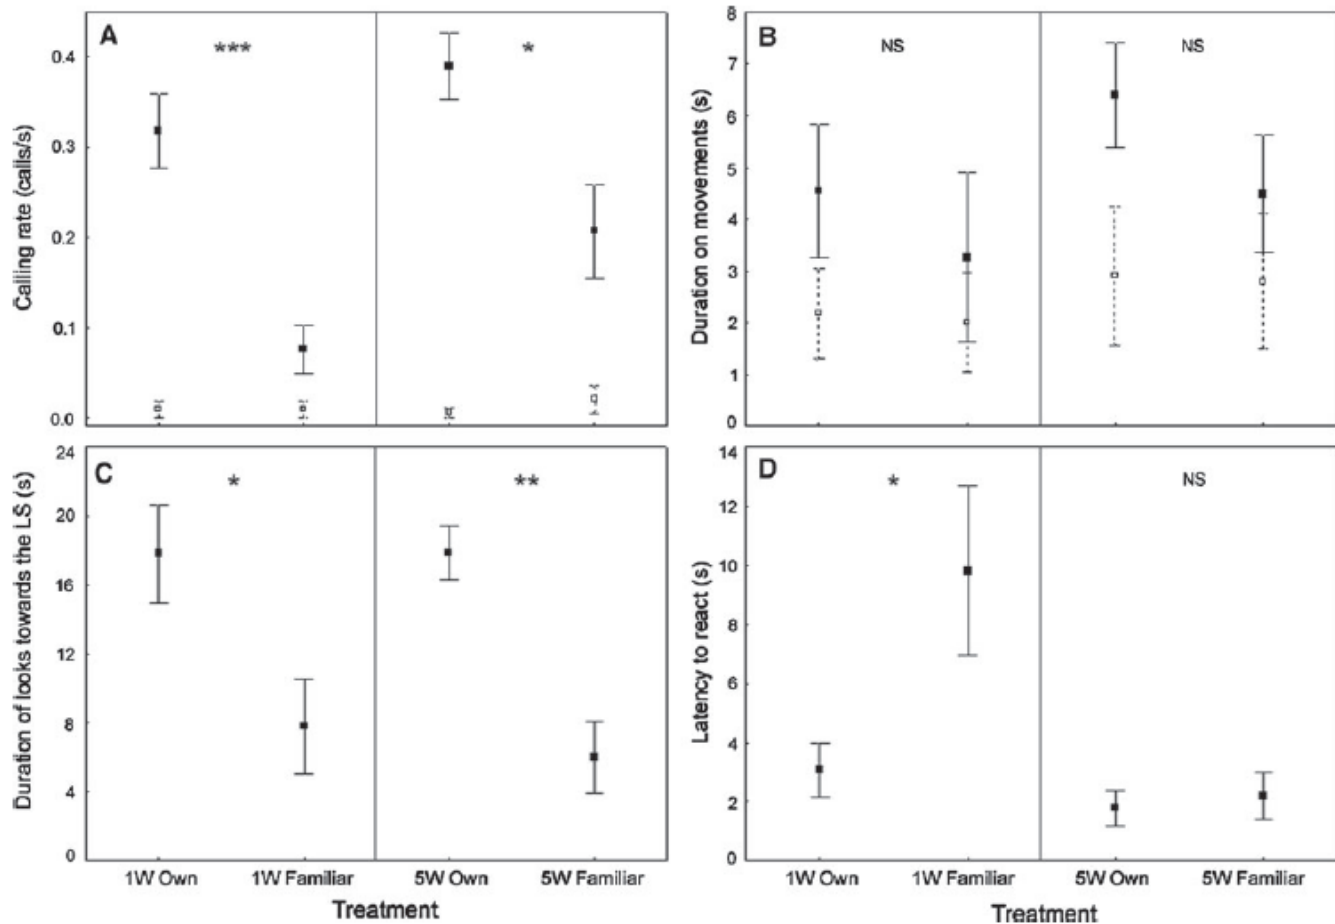 A
***
*
0.4
0.3
0.2
0.1
0.0
Calling rate (calls/s)
B
NS
NS
8
7
6
5
4
3
2
1
0
Duration on movements (s)
C
*
**
24
20
16
12
8
4
0
Duration of looks towards the LS (s)
1W Own
1W Familiar
5W Own
5W Familiar
Treatment
D
*
NS
14
12
10
8
6
4
2
0
Latency to react (s)
1W Own
1W Familiar
5W Own
5W Familiar
Treatment